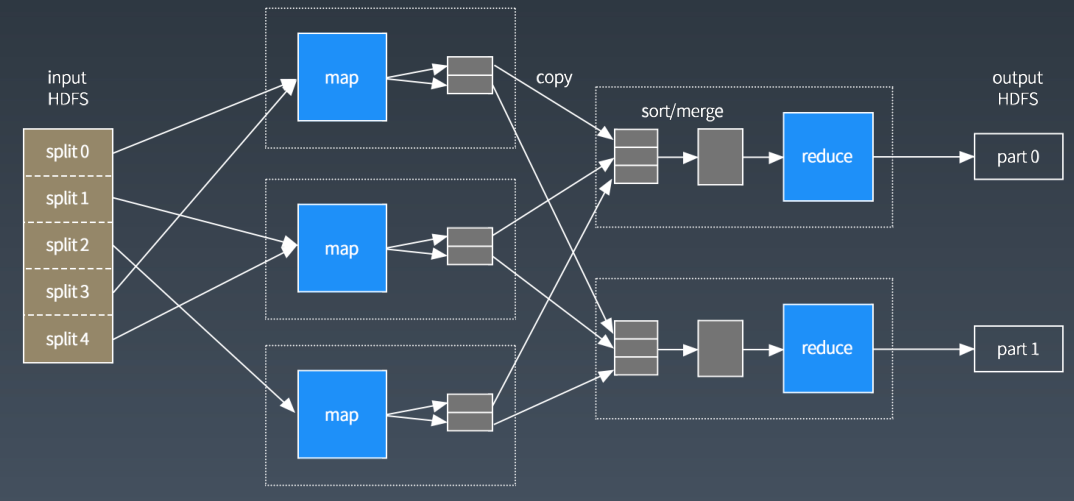 input
HDFS
split 0
split 1
split 2
split 3
split 4
map
map
map
copy
sort/merge
reduce
reduce
output
HDFS
part 0
part 1